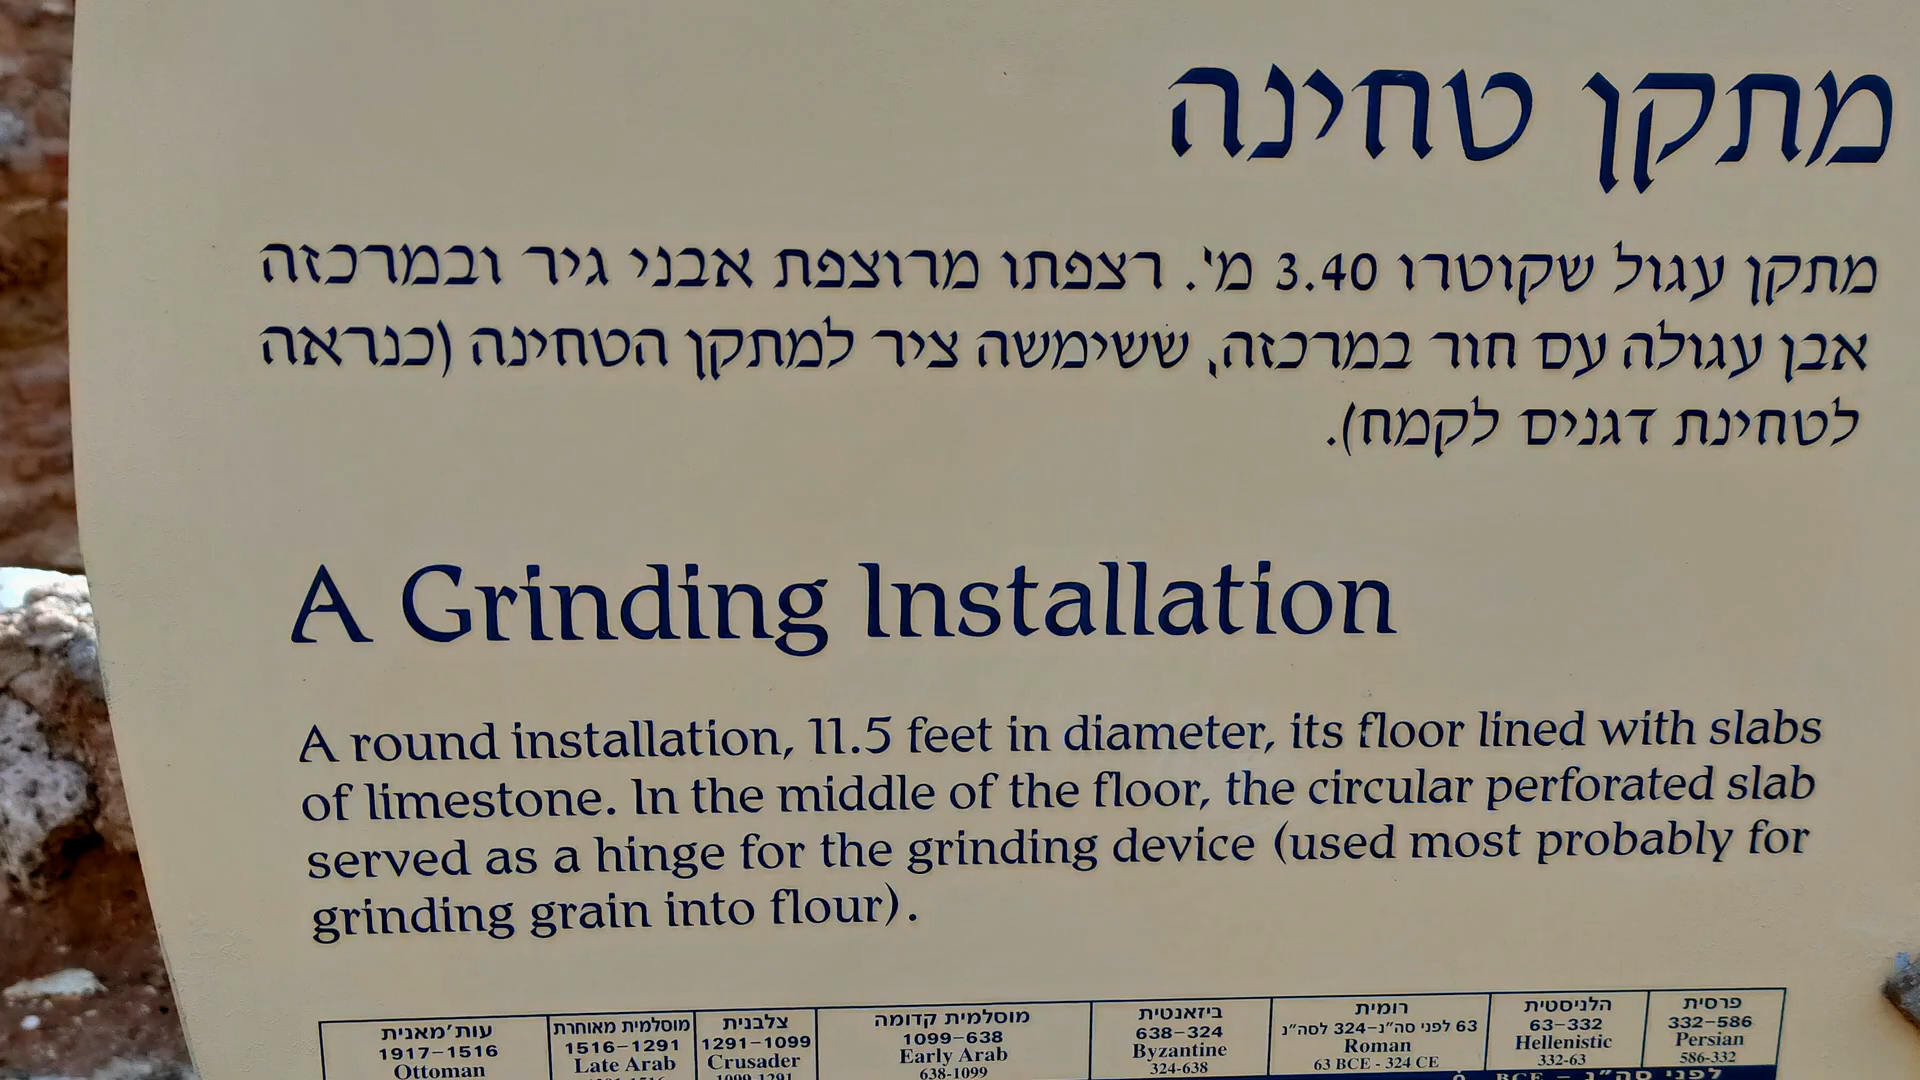 מתקן טחינה
מתקן עגול שקוטרו 3.40 מ'. רצפתו מרוצפת אבני גיר ובמרכזה
אבן עגולה עם חור במרכזה, ששימשה ציר למתקן הטחינה (כנראה
לטחינת דגנים לקמח).
A Grinding Installation
A round installation, 11.5 feet in diameter, its floor lined with slabs
of limestone. In the middle of the floor, the circular perforated slab
served as a hinge for the grinding device (used most probably for
grinding grain into flour).
עות'מאנית
1917–1516
Ottoman
מוסלמית מאוחרת
1516–1291
Late Arab
צלבנית
1291–1099
Crusader
1099-1291
מוסלמית קדומה
1099–638
Early Arab
638-1099
ביזאנטית
638–324
Byzantine
324-638
רומית
63 לפני סה"נ–324 לסה"נ
Roman
63 BCE - 324 CE
הלניסטית
63–332
Hellenistic
332-63
פרסית
332–586
Persian
586-332
BCE – לפני סה"נ